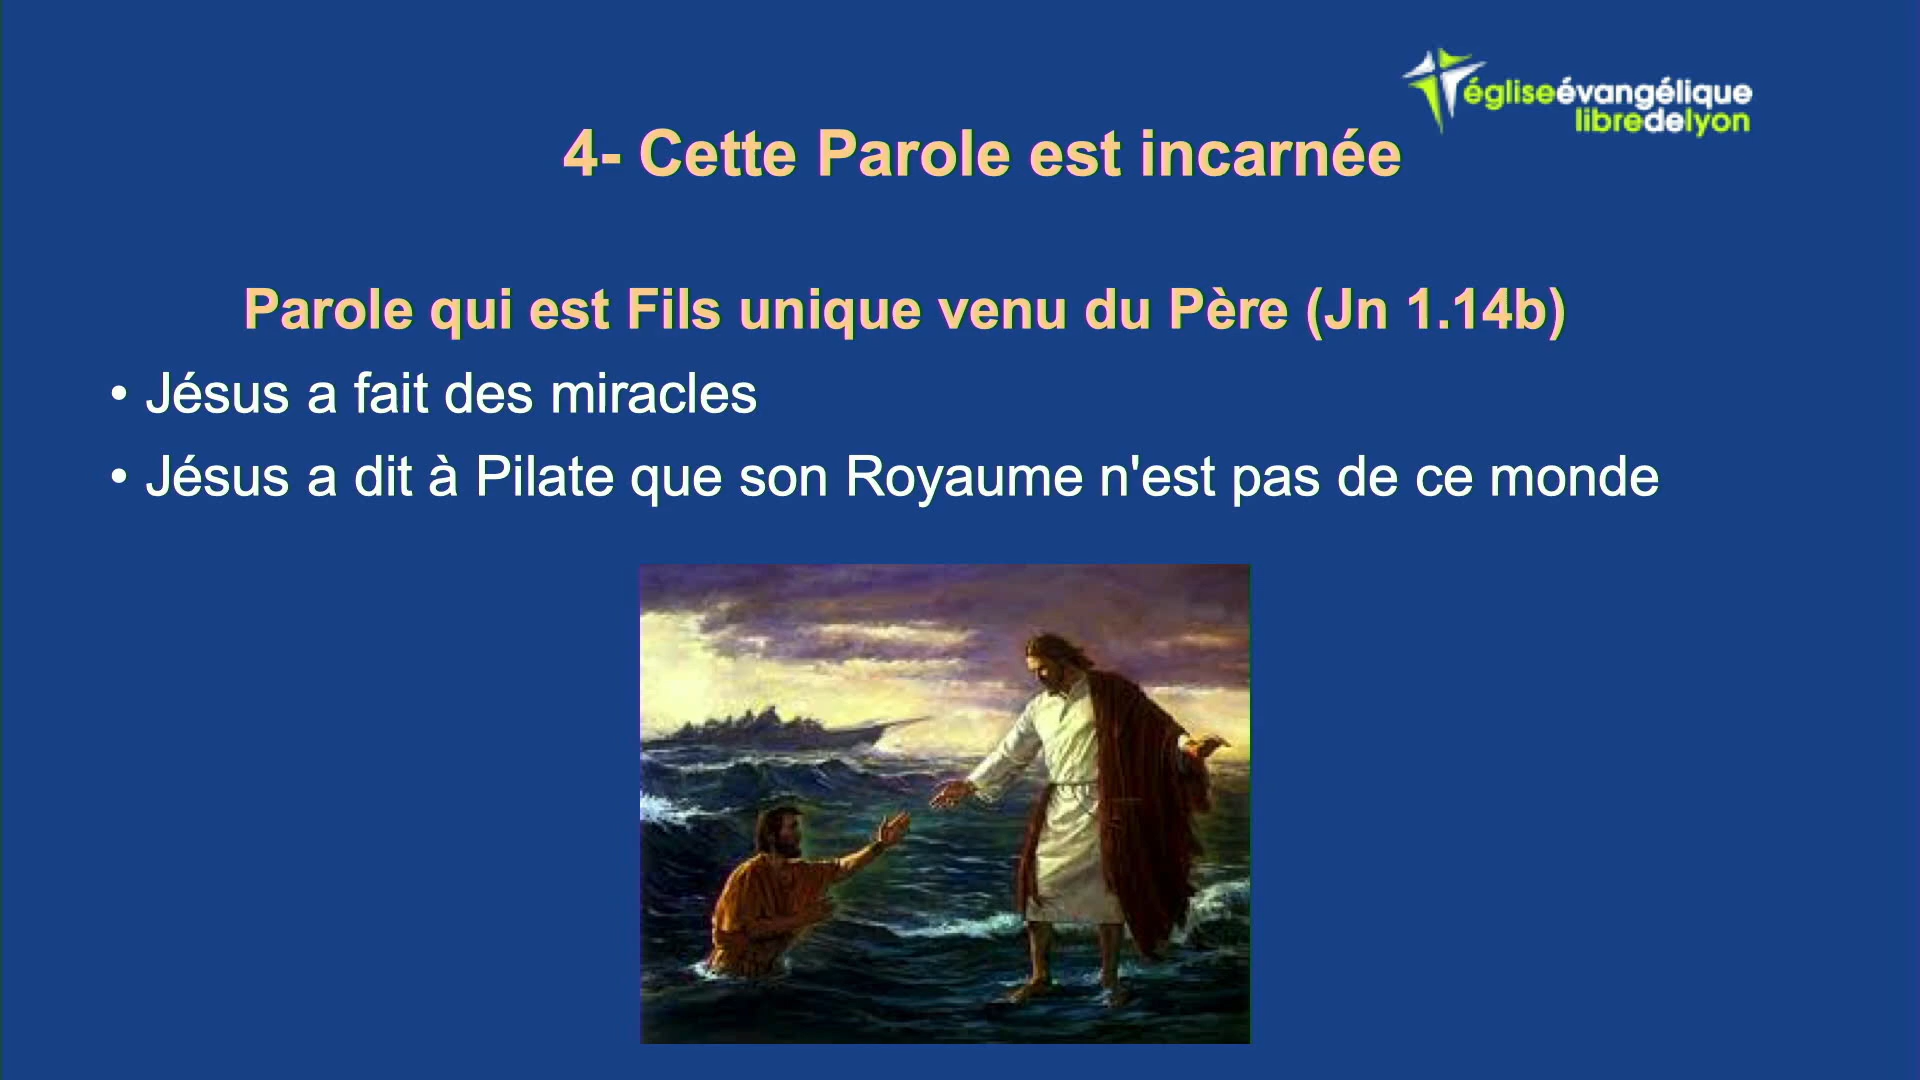 égliseévangélique
libredelyon
4- Cette Parole est incarnée
Parole qui est Fils unique venu du Père (Jn 1.14b)
• Jésus a fait des miracles
• Jésus a dit à Pilate que son Royaume n'est pas de ce monde